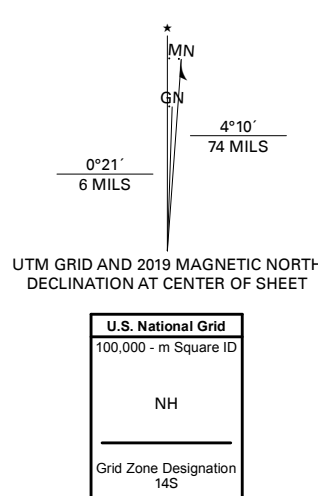 ★
MN
GN
4°10´
74 MILS
0°21´
6 MILS
UTM GRID AND 2019 MAGNETIC NORTH
DECLINATION AT CENTER OF SHEET
U.S. National Grid
100,000 - m Square ID
NH
Grid Zone Designation
14S